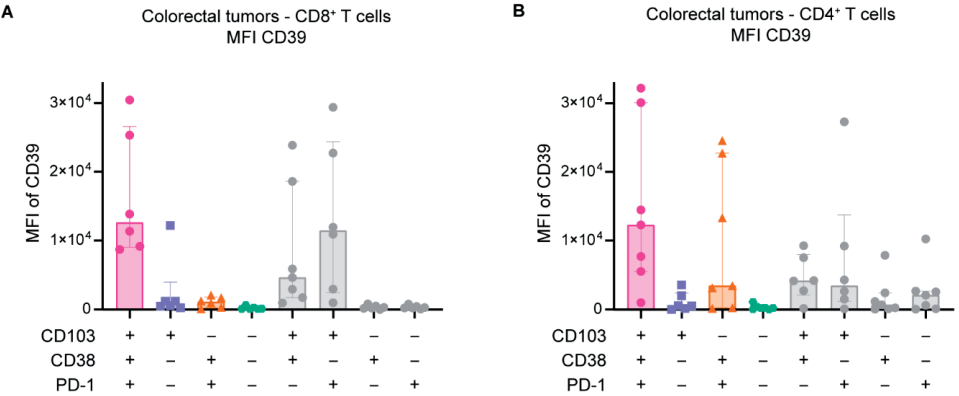 A
Colorectal tumors - CD8⁺ T cells
MFI CD39
MFI of CD39
3×10⁴
2×10⁴
1×10⁴
0
CD103 + + – – + + – –
CD38 + – + – + – + –
PD-1 + – + – – + – +
B
Colorectal tumors - CD4⁺ T cells
MFI CD39
MFI of CD39
3×10⁴
2×10⁴
1×10⁴
0
CD103 + + – – + + – –
CD38 + – + – + – + –
PD-1 + – + – – + – +